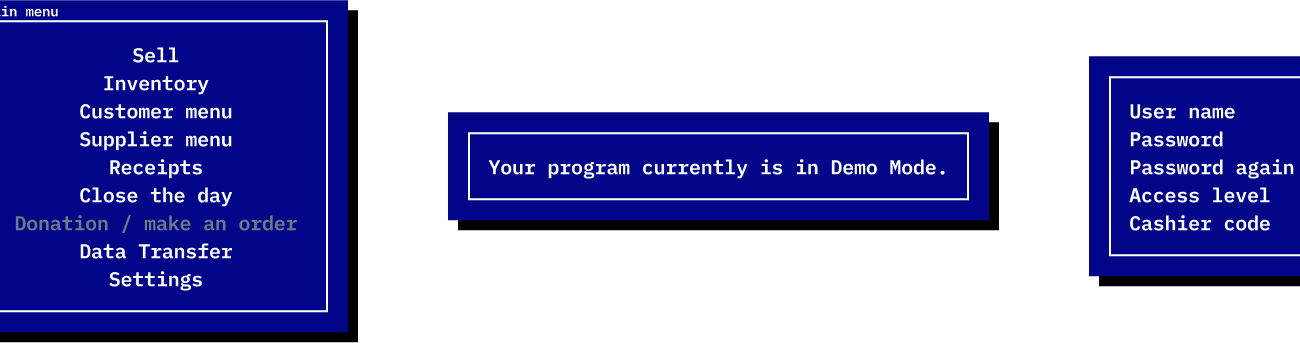 in menu
Sell
Inventory
Customer menu
Supplier menu
Receipts
Close the day
Donation / make an order
Data Transfer
Settings
Your program currently is in Demo Mode.
User name
Password
Password again
Access level
Cashier code